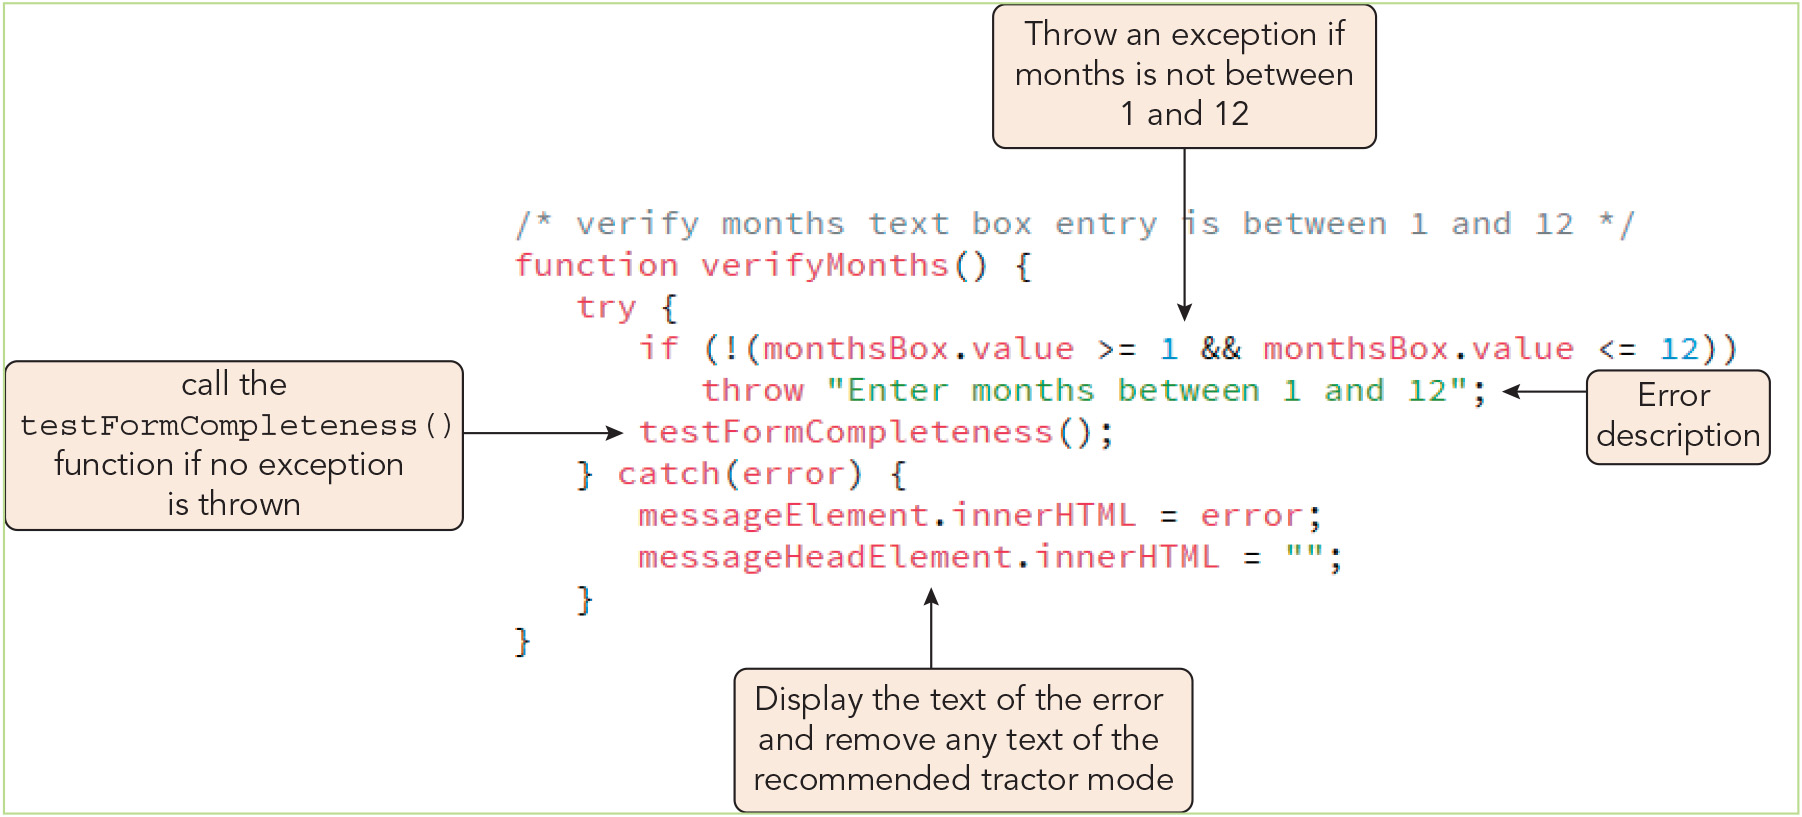 Throw an exception if
months is not between
1 and 12
/* verify months text box entry is between 1 and 12 */
function verifyMonths() {
try {
if (!(monthsBox.value >= 1 && monthsBox.value <= 12))
throw "Enter months between 1 and 12";
Error
description
call the
testFormCompleteness()
function if no exception
is thrown
testFormCompleteness();
} catch(error) {
messageElement.innerHTML = error;
messageHeadElement.innerHTML = "";
}
}
Display the text of the error
and remove any text of the
recommended tractor mode